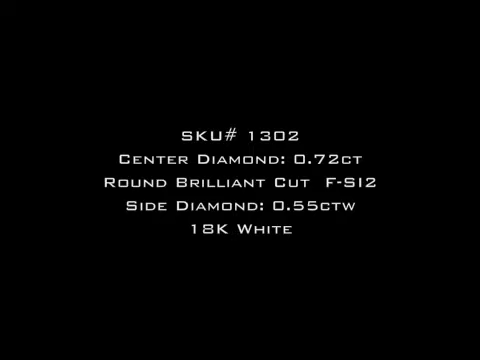 SKU# 1302
Center Diamond: 0.72ct
Round Brilliant Cut F-SI2
Side Diamond: 0.55ctw
18K White